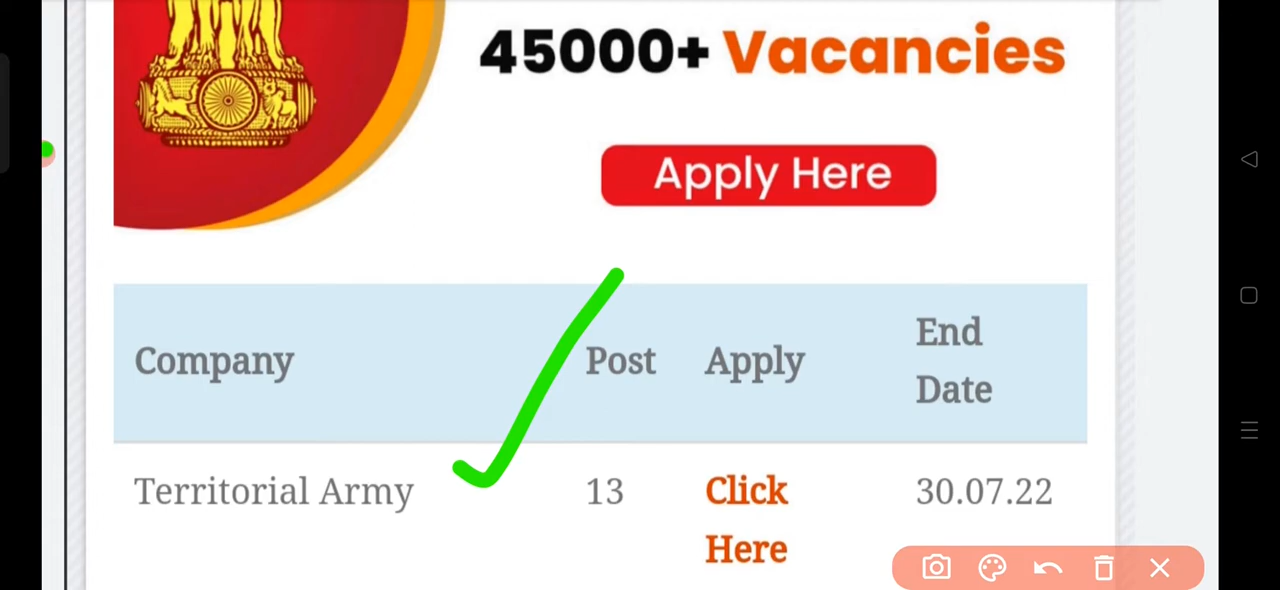 45000+ Vacancies
Apply Here
Company Post Apply End Date
Territorial Army 13 Click Here 30.07.22